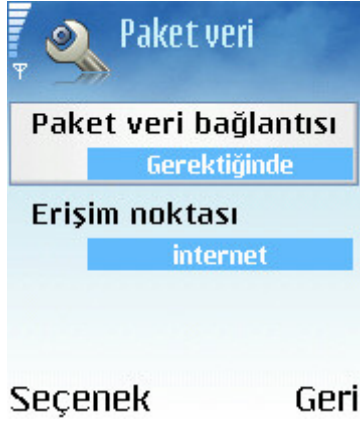 Paket veri
Paket veri bağlantısı
Gerektiğinde
Erişim noktası
internet
Seçenek Geri